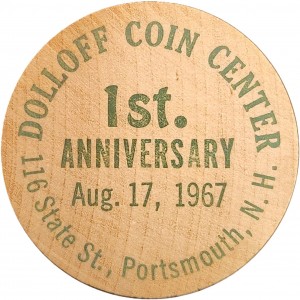 DOLLOFF COIN CENTER
1st.
ANNIVERSARY
Aug. 17, 1967
116 State St., Portsmouth, N.H.